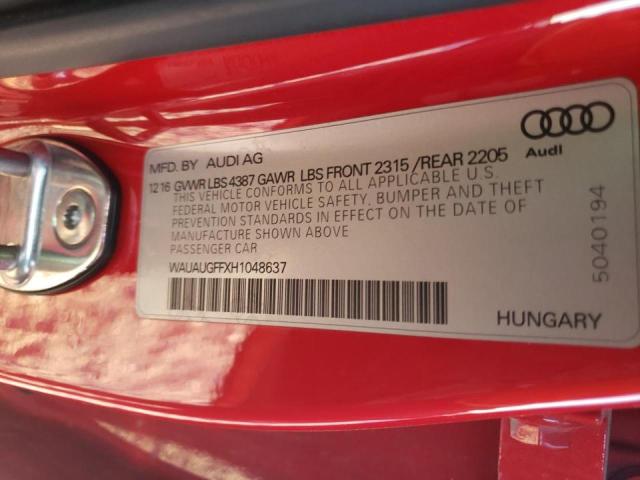 MFD. BY AUDI AG
12 16 GVWR LBS 4387 GAWR LBS FRONT 2315 /REAR 2205
THIS VEHICLE CONFORMS TO ALL APPLICABLE U.S.
FEDERAL MOTOR VEHICLE SAFETY, BUMPER AND THEFT
PREVENTION STANDARDS IN EFFECT ON THE DATE OF
MANUFACTURE SHOWN ABOVE
PASSENGER CAR
WAUAUGFFXH1048637
Audi
5040194
HUNGARY